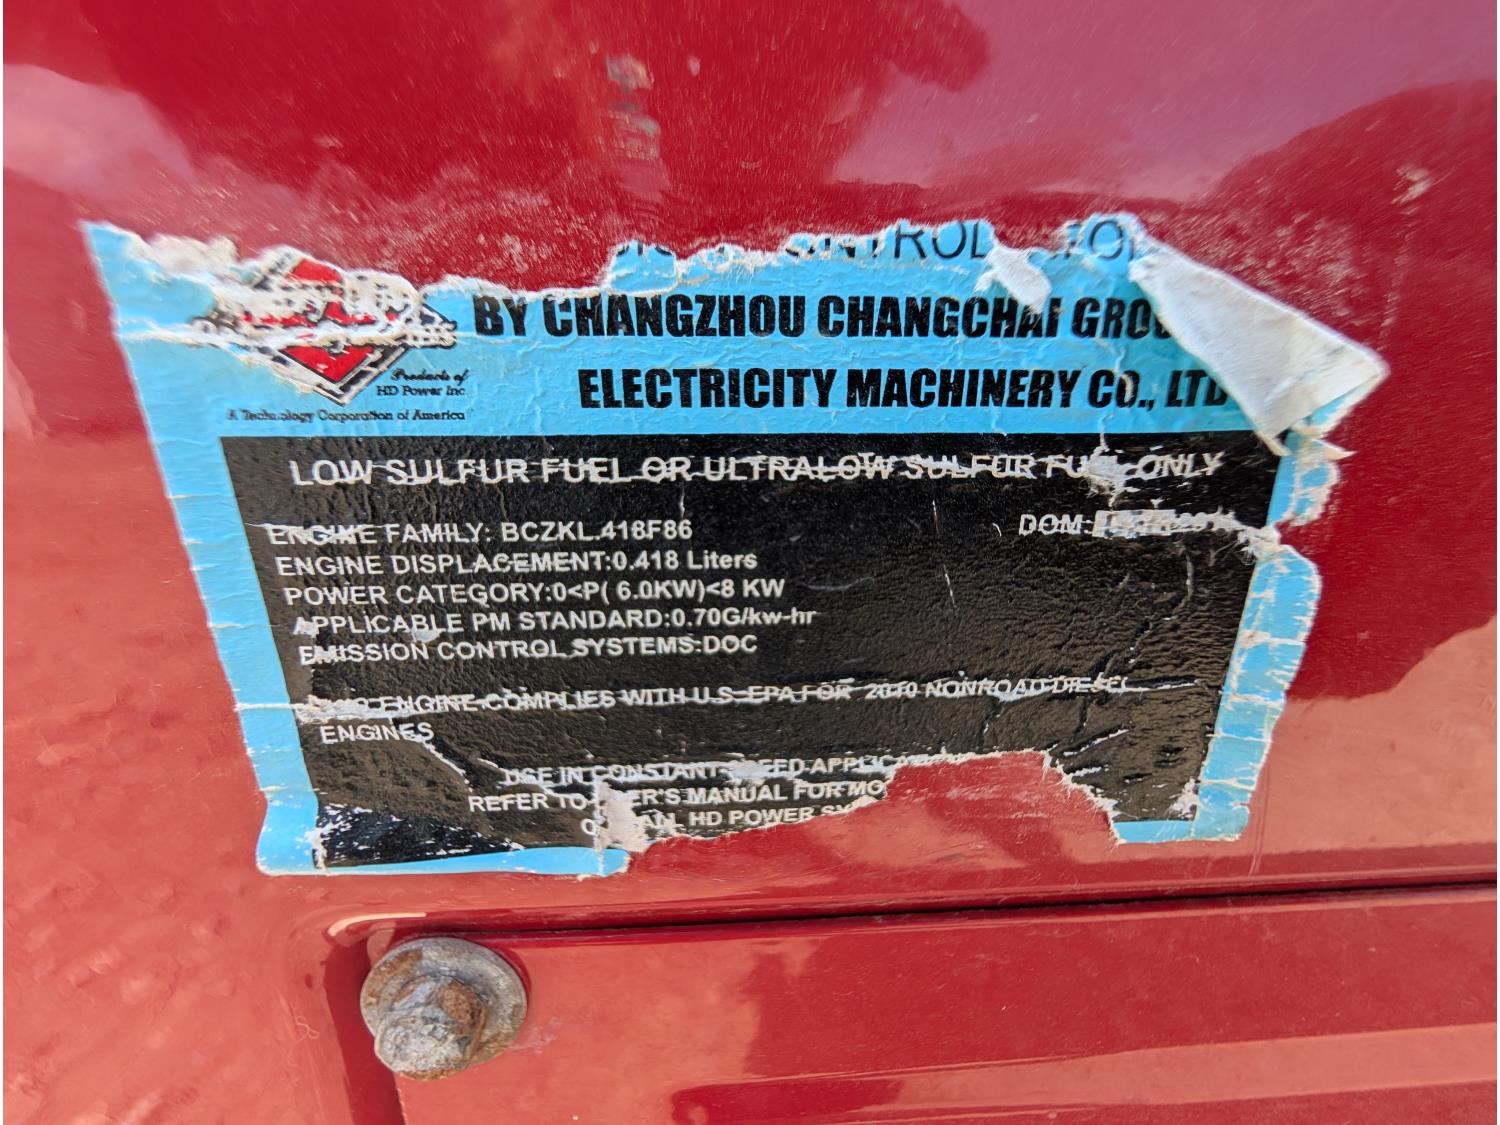 BY CHANGZHOU CHANGCHAI
ELECTRICITY MACHINERY CO., LTD
Products of
HD Power Inc
A Technology Corporation of America
LOW SULFUR FUEL OR ULTRALOW SULFUR FUEL ONLY
ENGINE FAMILY: BCZKL.418F86
DOM:
ENGINE DISPLACEMENT:0.418 Liters
POWER CATEGORY:0<P( 6.0KW)<8 KW
APPLICABLE PM STANDARD:0.70G/kw-hr
EMISSION CONTROL SYSTEMS:DOC
ENGINE COMPLIES WITH U.S. EPA FOR 2010 NONROAD DIESEL
ENGINES
USE IN CONSTANT SPEED
REFER TO MANUAL FOR
HD POWER